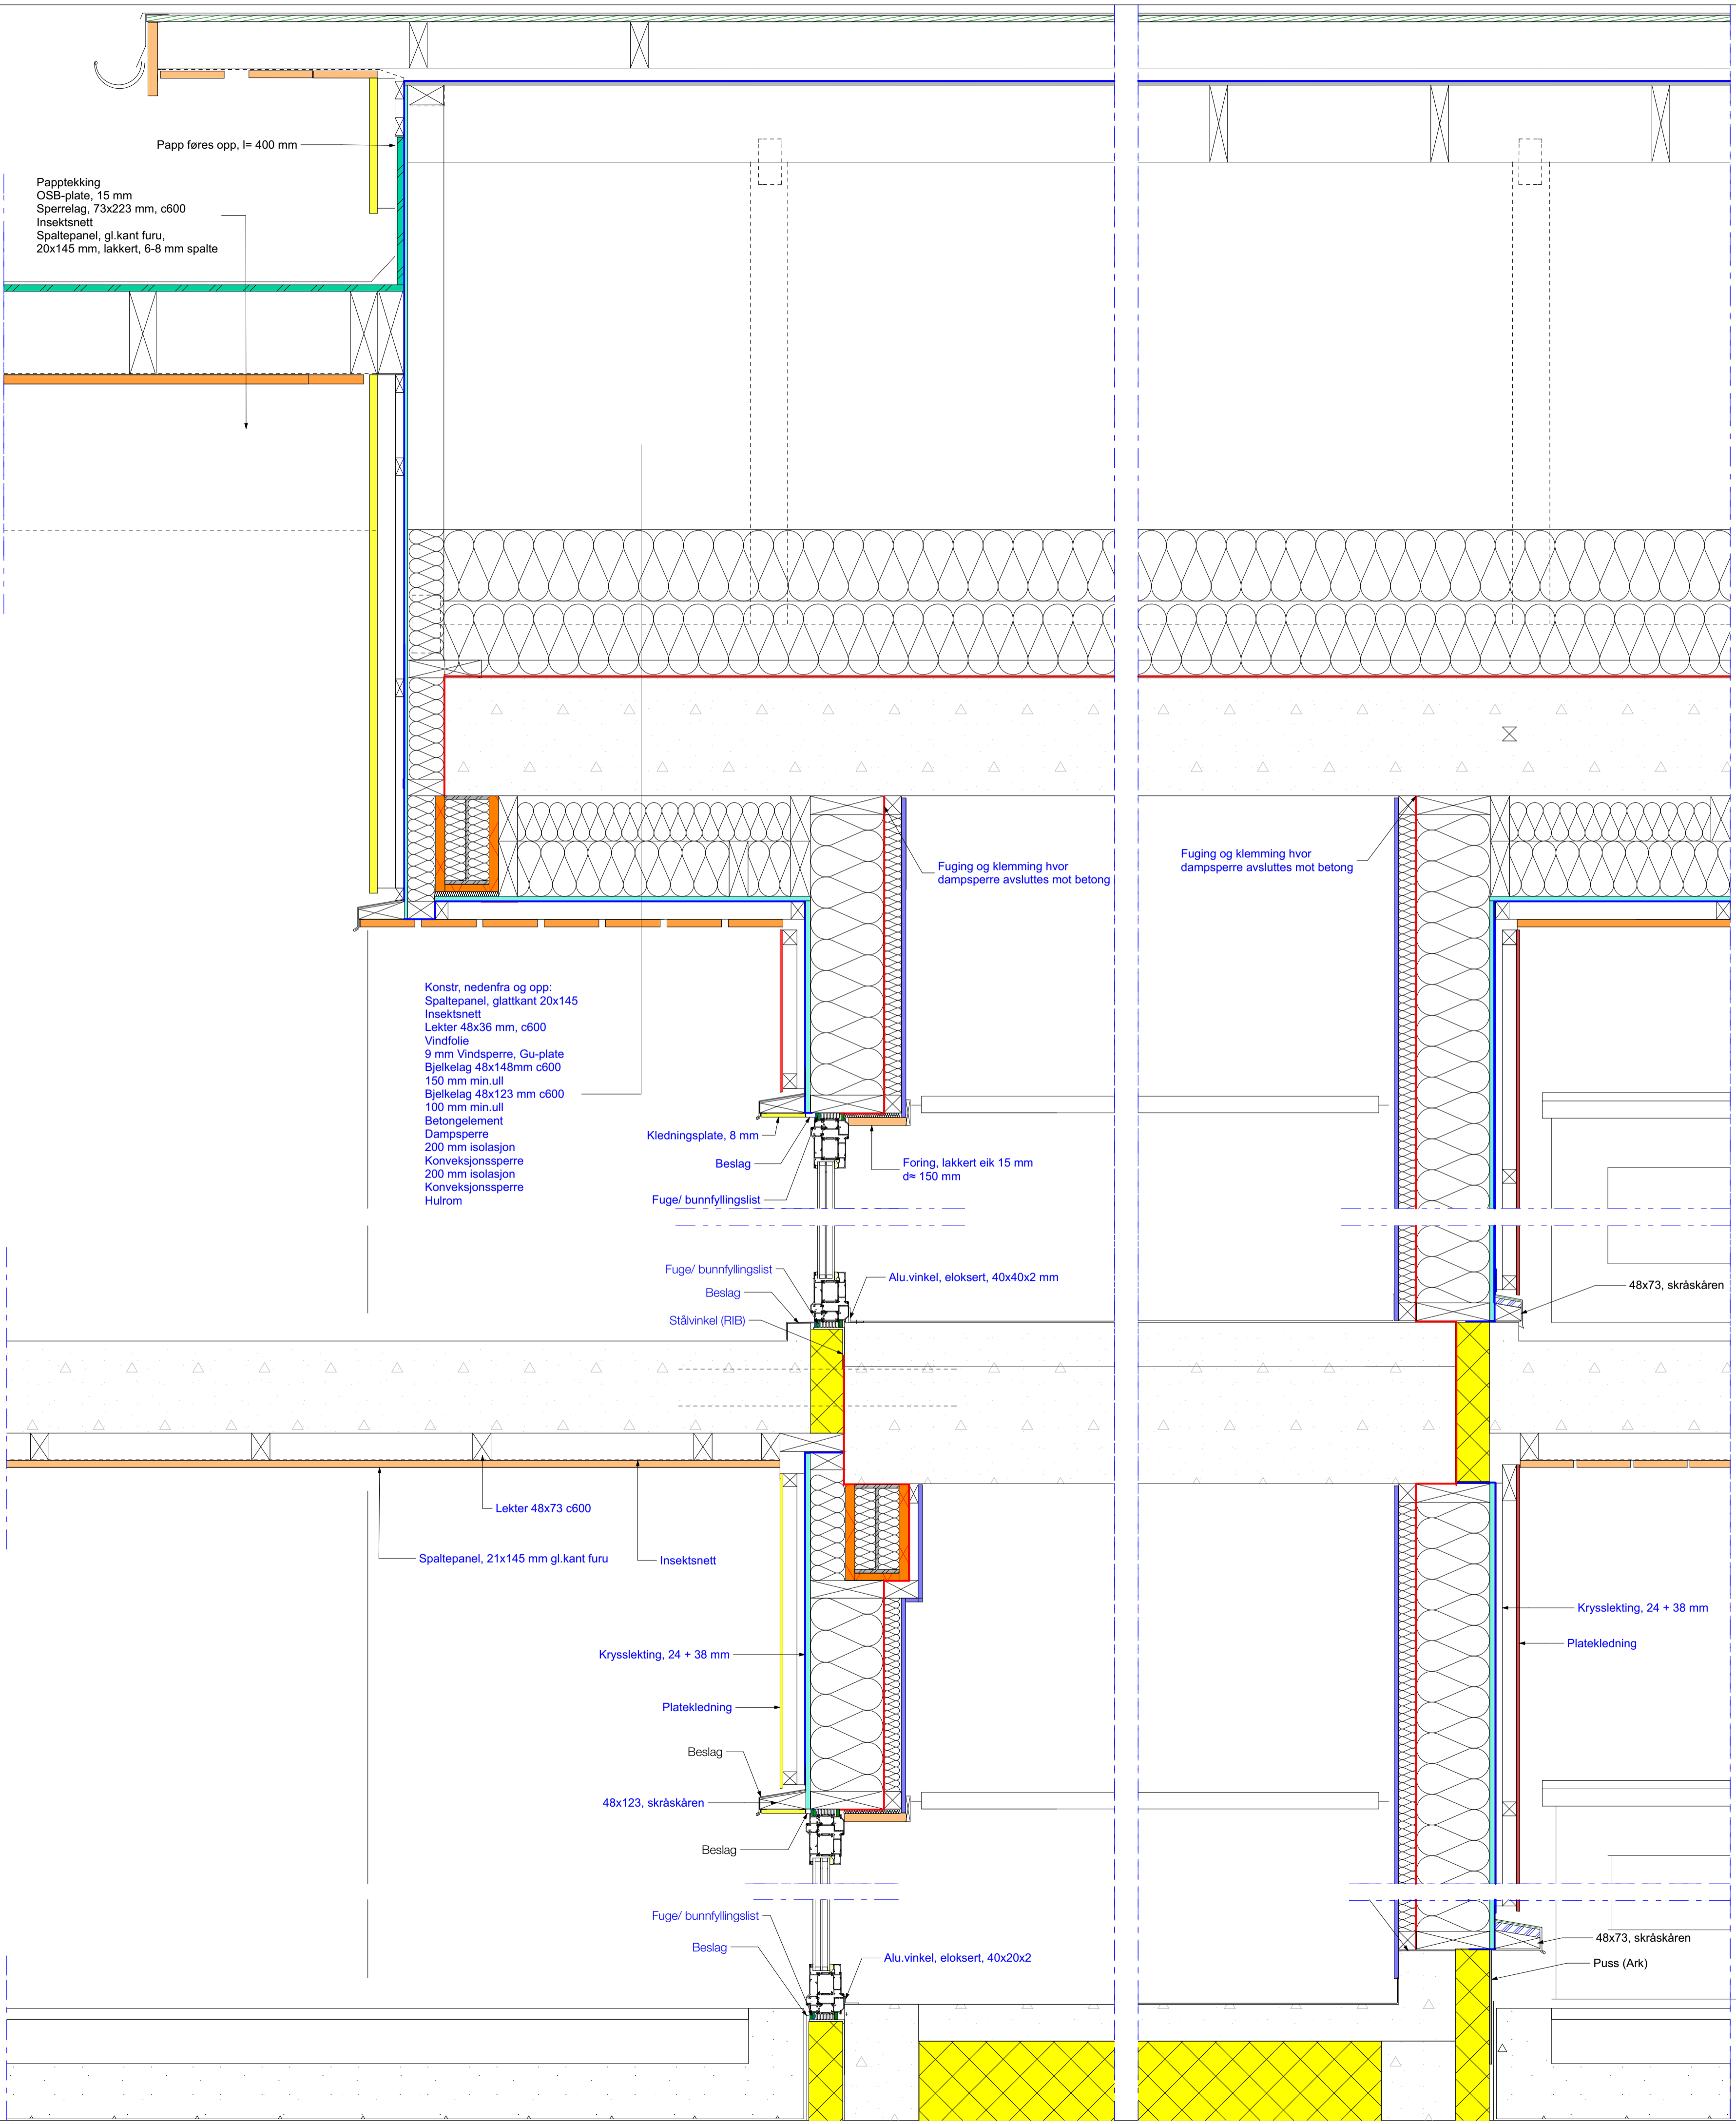 Papp føres opp, l= 400 mm
Papptekking
OSB-plate, 15 mm
Sperrelag, 73x223 mm, c600
Insektsnett
Spaltepanel, gl.kant furu,
20x145 mm, lakkert, 6-8 mm spalte
Fuging og klemming hvor
dampsperre avsluttes mot betong
Fuging og klemming hvor
dampsperre avsluttes mot betong
Konstr, nedenfra og opp:
Spaltepanel, glattkant 20x145
Insektsnett
Lekter 48x36 mm, c600
Vindfolie
9 mm Vindsperre, Gu-plate
Bjelkelag 48x148mm c600
150 mm min.ull
Bjelkelag 48x123 mm c600
100 mm min.ull
Betongelement
Dampsperre
200 mm isolasjon
Konveksjonssperre
200 mm isolasjon
Konveksjonssperre
Hulrom
Kledningsplate, 8 mm
Beslag
Fuge/ bunnfyllingslist
Foring, lakkert eik 15 mm
d≈ 150 mm
Fuge/ bunnfyllingslist
Beslag
Stålvinkel (RIB)
Alu.vinkel, eloksert, 40x40x2 mm
48x73, skråskåren
Lekter 48x73 c600
Spaltepanel, 21x145 mm gl.kant furu
Insektsnett
Krysslekting, 24 + 38 mm
Platekledning
Krysslekting, 24 + 38 mm
Platekledning
Beslag
48x123, skråskåren
Beslag
Fuge/ bunnfyllingslist
Beslag
Alu.vinkel, eloksert, 40x20x2
48x73, skråskåren
Puss (Ark)